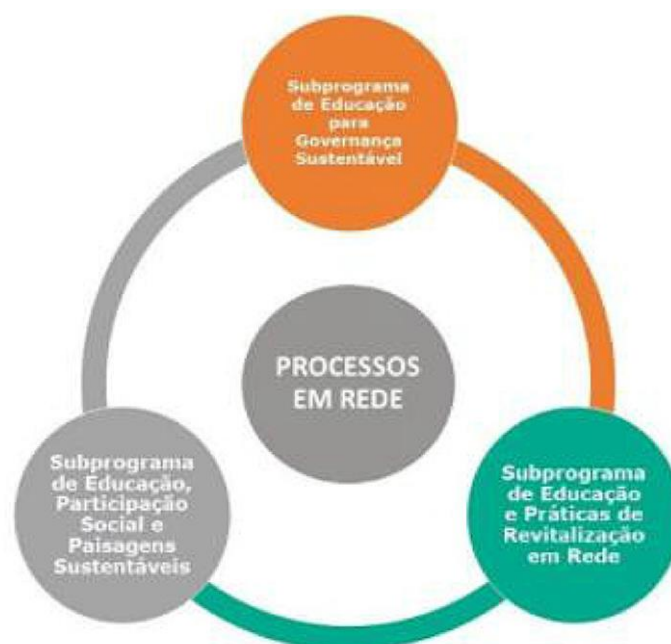 Subprograma
de Educação
para
Governança
Sustentável
PROCESSOS
EM REDE
Subprograma
de Educação,
Participação
Social e
Paisagens
Sustentáveis
Subprograma
de Educação
e Práticas de
Revitalização
em Rede